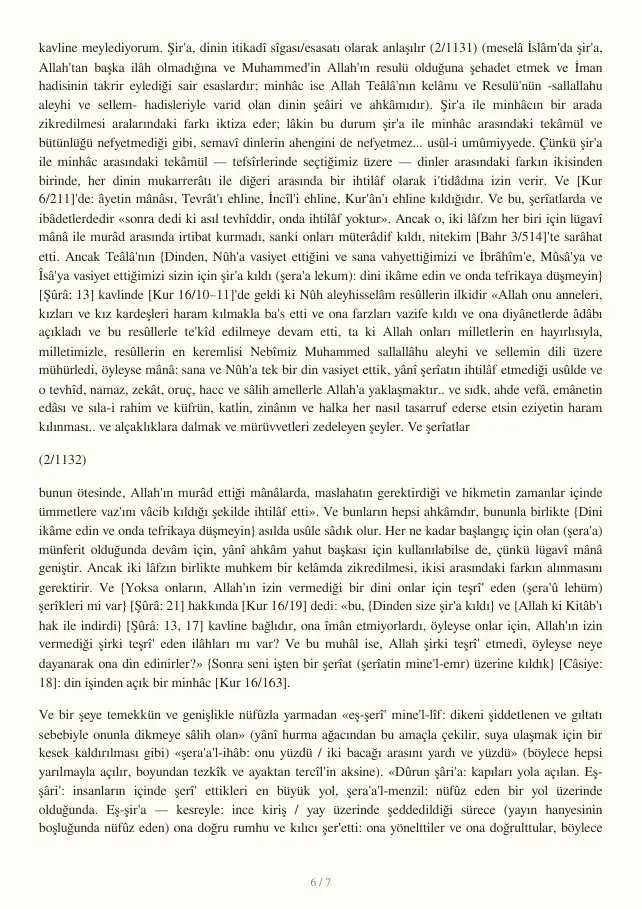 kavline meylediyorum. Şir'a, dinin itikadî sîgası/esasatı olarak anlaşılır (2/1131) (meselâ İslâm'da şir'a,
Allah'tan başka ilâh olmadığına ve Muhammed'in Allah'ın resulü olduğuna şehadet etmek ve İman
hadisinin takrir eylediği sair esaslardır; minhâc ise Allah Teâlâ'nın kelâmı ve Resulü'nün -sallallahu
aleyhi ve sellem- hadisleriyle varid olan dinin şeâiri ve ahkâmıdır). Şir'a ile minhâcın bir arada
zikredilmesi aralarındaki farkı iktiza eder; lâkin bu durum şir'a ile minhâc arasındaki tekâmül ve
bütünlüğü nefyetmediği gibi, semavî dinlerin ahengini de nefyetmez... usûl-i umûmiyyede. Çünkü şir'a
ile minhâc arasındaki tekâmül — tefsîrlerinde seçtiğimiz üzere — dinler arasındaki farkın ikisinden
birinde, her dinin mukarrerâtı ile diğeri arasında bir ihtilâf olarak i'tidâdına izin verir. Ve [Kur
6/211]'de: âyetin mânâsı, Tevrât'ı ehline, İncîl'i ehline, Kur'ân'ı ehline kıldığıdır. Ve bu, şerîatlarda ve
ibâdetlerdedir «sonra dedi ki asıl tevhîddir, onda ihtilâf yoktur». Ancak o, iki lâfzın her biri için lügavî
mânâ ile murâd arasında irtibat kurmadı, sanki onları müterâdif kıldı, nitekim [Bahr 3/514]'te sarâhat
etti. Ancak Teâlâ'nın {Dinden, Nûh'a vasiyet ettiğini ve sana vahyettiğimizi ve İbrâhîm'e, Mûsâ'ya ve
Îsâ'ya vasiyet ettiğimizi sizin için şir'a kıldı (şera'a lekum): dini ikâme edin ve onda tefrikaya düşmeyin}
[Şûrâ: 13] kavlinde [Kur 16/10–11]'de geldi ki Nûh aleyhisselâm resûllerin ilkidir «Allah onu anneleri,
kızları ve kız kardeşleri haram kılmakla ba's etti ve ona farzları vazife kıldı ve ona diyânetlerde âdâbı
açıkladı ve bu resûllerle te'kîd edilmeye devam etti, ta ki Allah onları milletlerin en hayırlısıyla,
milletimizle, resûllerin en keremlisi Nebîmiz Muhammed sallallâhu aleyhi ve sellemin dili üzere
mühürledi, öyleyse mânâ: sana ve Nûh'a tek bir din vasiyet ettik, yânî şerîatın ihtilâf etmediği usûlde ve
o tevhîd, namaz, zekât, oruç, hacc ve sâlih amellerle Allah'a yaklaşmaktır.. ve sıdk, ahde vefâ, emânetin
edâsı ve sıla-i rahim ve küfrün, katlin, zinânın ve halka her nasıl tasarruf ederse etsin eziyetin haram
kılınması.. ve alçaklıklara dalmak ve mürüvvetleri zedeleyen şeyler. Ve şerîatlar
(2/1132)
bunun ötesinde, Allah'ın murâd ettiği mânâlarda, maslahatın gerektirdiği ve hikmetin zamanlar içinde
ümmetlere vaz'ını vâcib kıldığı şekilde ihtilâf etti». Ve bunların hepsi ahkâmdır, bununla birlikte {Dini
ikâme edin ve onda tefrikaya düşmeyin} asılda usûle sâdık olur. Her ne kadar başlangıç için olan (şera'a)
münferit olduğunda devâm için, yânî ahkâm yahut başkası için kullanılabilse de, çünkü lügavî mânâ
geniştir. Ancak iki lâfzın birlikte muhkem bir kelâmda zikredilmesi, ikisi arasındaki farkın alınmasını
gerektirir. Ve {Yoksa onların, Allah'ın izin vermediği bir dini onlar için teşrî' eden (şera'û lehüm)
şerîkleri mi var} [Şûrâ: 21] hakkında [Kur 16/19] dedi: «bu, {Dinden size şir'a kıldı} ve {Allah ki Kitâb'ı
hak ile indirdi} [Şûrâ: 13, 17] kavline bağlıdır, ona îmân etmiyorlardı, öyleyse onlar için, Allah'ın izin
vermediği şirki teşrî' eden ilâhları mı var? Ve bu muhâl ise, Allah şirki teşrî' etmedi, öyleyse neye
dayanarak ona din edinirler?» {Sonra seni işten bir şerîat (şerîatin mine'l-emr) üzerine kıldık} [Câsiye:
18]: din işinden açık bir minhâc [Kur 16/163].
Ve bir şeye temekkün ve genişlikle nüfûzla yarmadan «eş-şerî' mine'l-lîf: dikeni şiddetlenen ve gıltatı
sebebiyle onunla dikmeye sâlih olan» (yânî hurma ağacından bu amaçla çekilir, suya ulaşmak için bir
kesek kaldırılması gibi) «şera'a'l-ihâb: onu yüzdü / iki bacağı arasını yardı ve yüzdü» (böylece hepsi
yarılmayla açılır, boyundan tezkîk ve ayaktan tercîl'in aksine). «Dûrun şâri'a: kapıları yola açılan. Eş-
şâri': insanların içinde şerî' ettikleri en büyük yol, şera'a'l-menzil: nüfûz eden bir yol üzerinde
olduğunda. Eş-şir'a — kesreyle: ince kiriş / yay üzerinde şeddedildiği sürece (yayın hanyesinin
boşluğunda nüfûz eden) ona doğru rumhu ve kılıcı şer'etti: ona yönelttiler ve ona doğrulttular, böylece
6 / 7